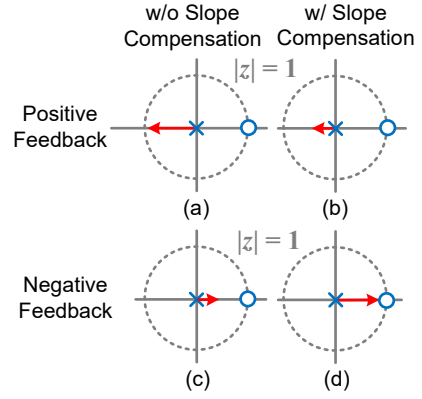 w/o Slope
Compensation
w/ Slope
Compensation
|z| = 1
Positive
Feedback
(a)
(b)
|z| = 1
Negative
Feedback
(c)
(d)